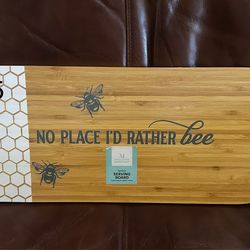 NO PLACE I'D RATHER bee
SERVING
BOARD